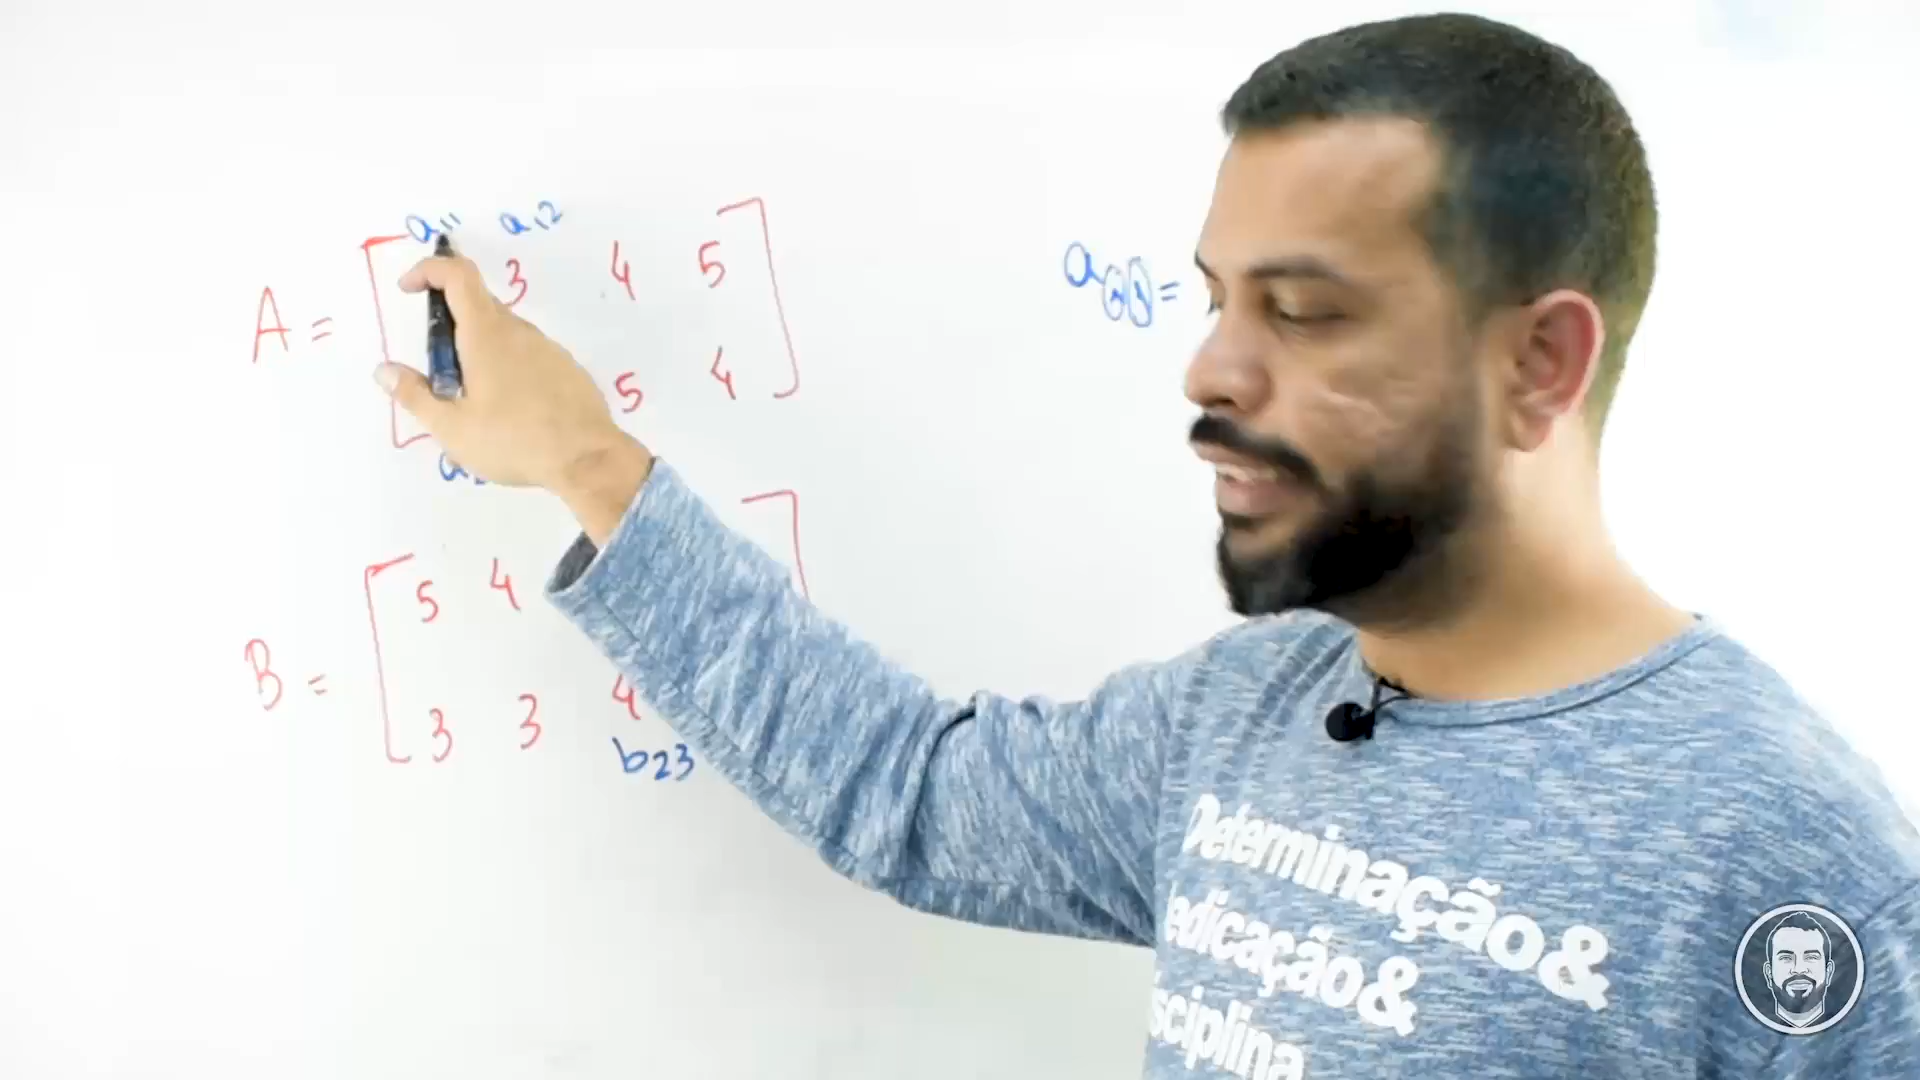 a11 a12
A = 3 4 5
5 4
a
B = 5 4
3 3 4
b23
a =
Determinação&
edicação&
sciplina